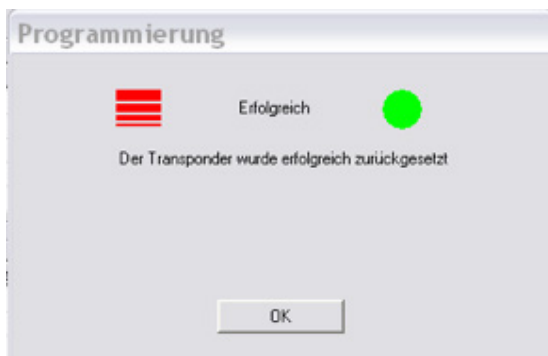 Programmierung
Erfolgreich
Der Transponder wurde erfolgreich zurückgesetzt
OK